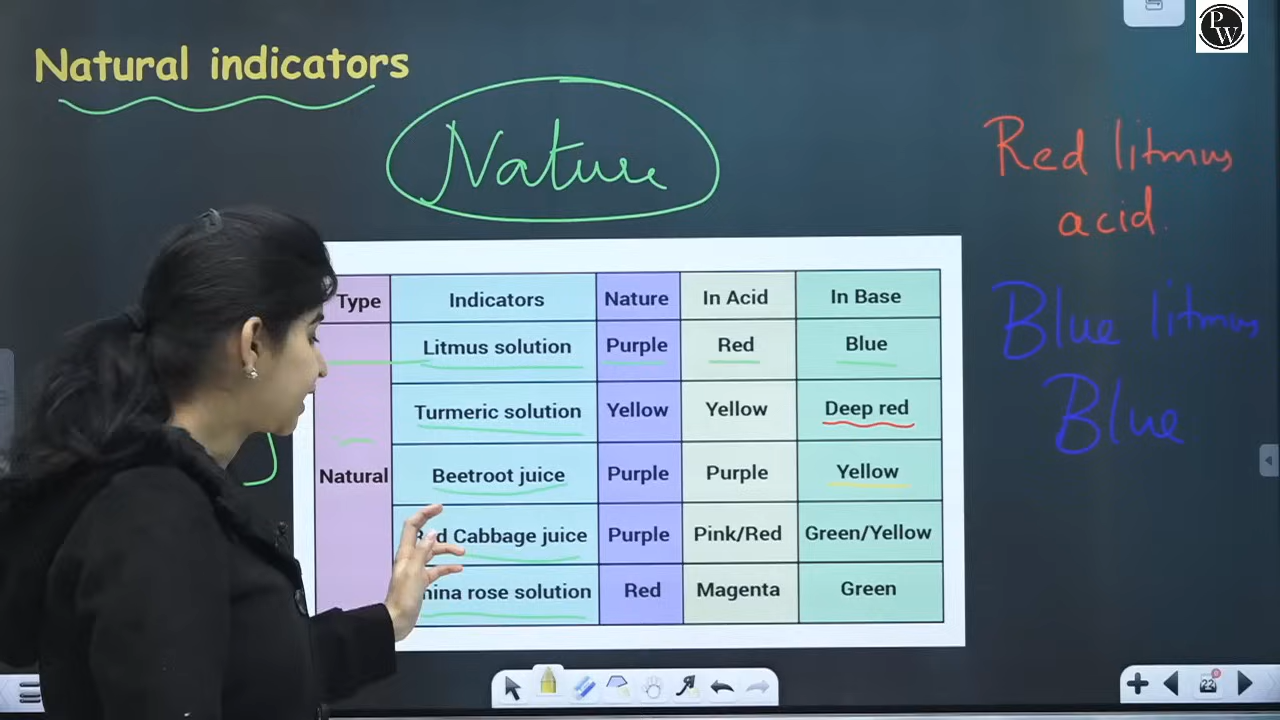 PW
Natural indicators
Nature
Red litmus
acid.
Blue litmus
Blue
Type Indicators Nature In Acid In Base
Litmus solution Purple Red Blue
Turmeric solution Yellow Yellow Deep red
Natural
Beetroot juice Purple Purple Yellow
Cabbage juice Purple Pink/Red Green/Yellow
rose solution Red Magenta Green
23